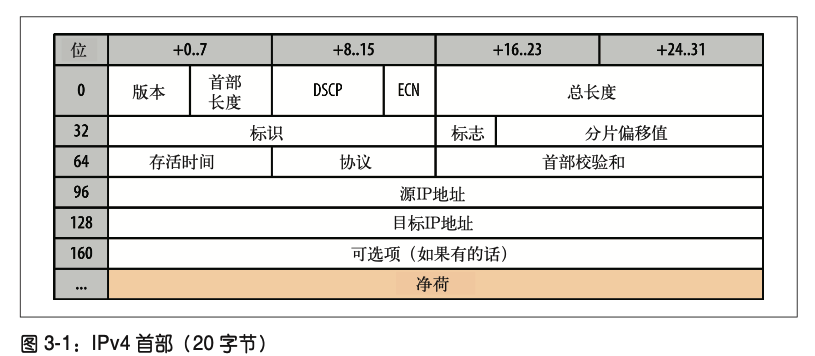 位 +0..7 +8..15 +16..23 +24..31
0 版本 首部长度 DSCP ECN 总长度
32 标识 标志 分片偏移值
64 存活时间 协议 首部校验和
96 源IP地址
128 目标IP地址
160 可选项（如果有的话）
... 净荷
图 3-1：IPv4 首部（20 字节）